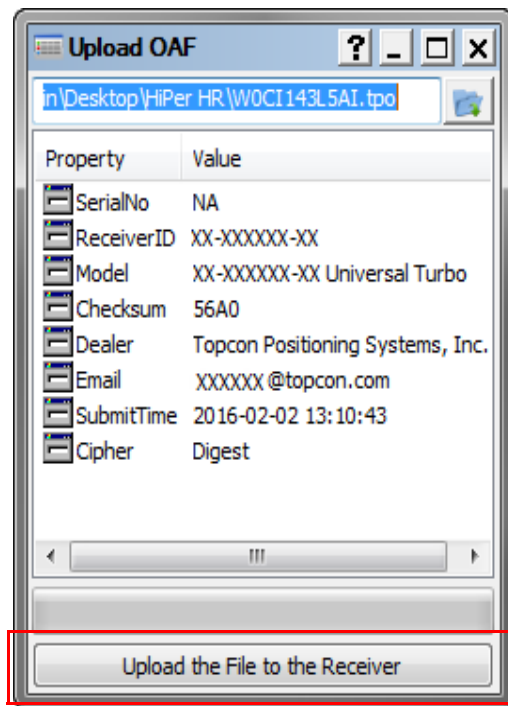 Upload OAF
in\Desktop\HiPer HR\W0CI143L5AI.tpo
Property Value
SerialNo NA
ReceiverID XX-XXXXXX-XX
Model XX-XXXXXX-XX Universal Turbo
Checksum 56A0
Dealer Topcon Positioning Systems, Inc.
Email XXXXXX @topcon.com
SubmitTime 2016-02-02 13:10:43
Cipher Digest
Upload the File to the Receiver